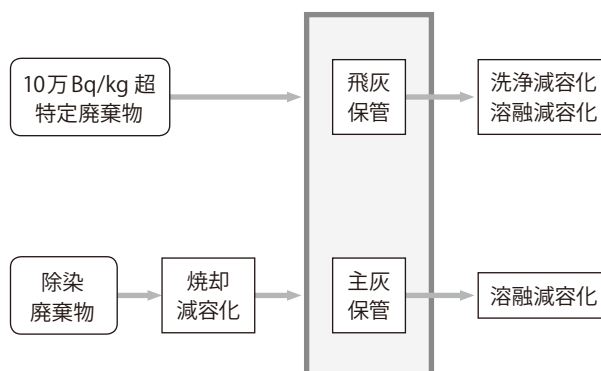 10万Bq/kg 超
特定廃棄物
飛灰
保管
洗浄減容化
溶融減容化
除染
廃棄物
焼却
減容化
主灰
保管
溶融減容化